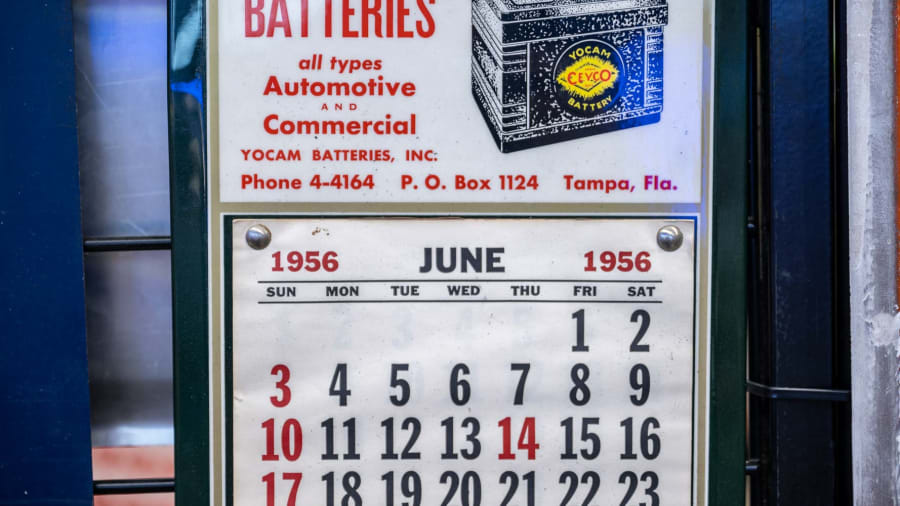 BATTERIES
all types
Automotive
AND
Commercial
YOCAM BATTERIES, INC.
Phone 4-4164 P. O. Box 1124 Tampa, Fla.
YOCAM
CEYCO
BATTERY
1956 JUNE 1956
SUN MON TUE WED THU FRI SAT
1 2
3 4 5 6 7 8 9
10 11 12 13 14 15 16
17 18 19 20 21 22 23